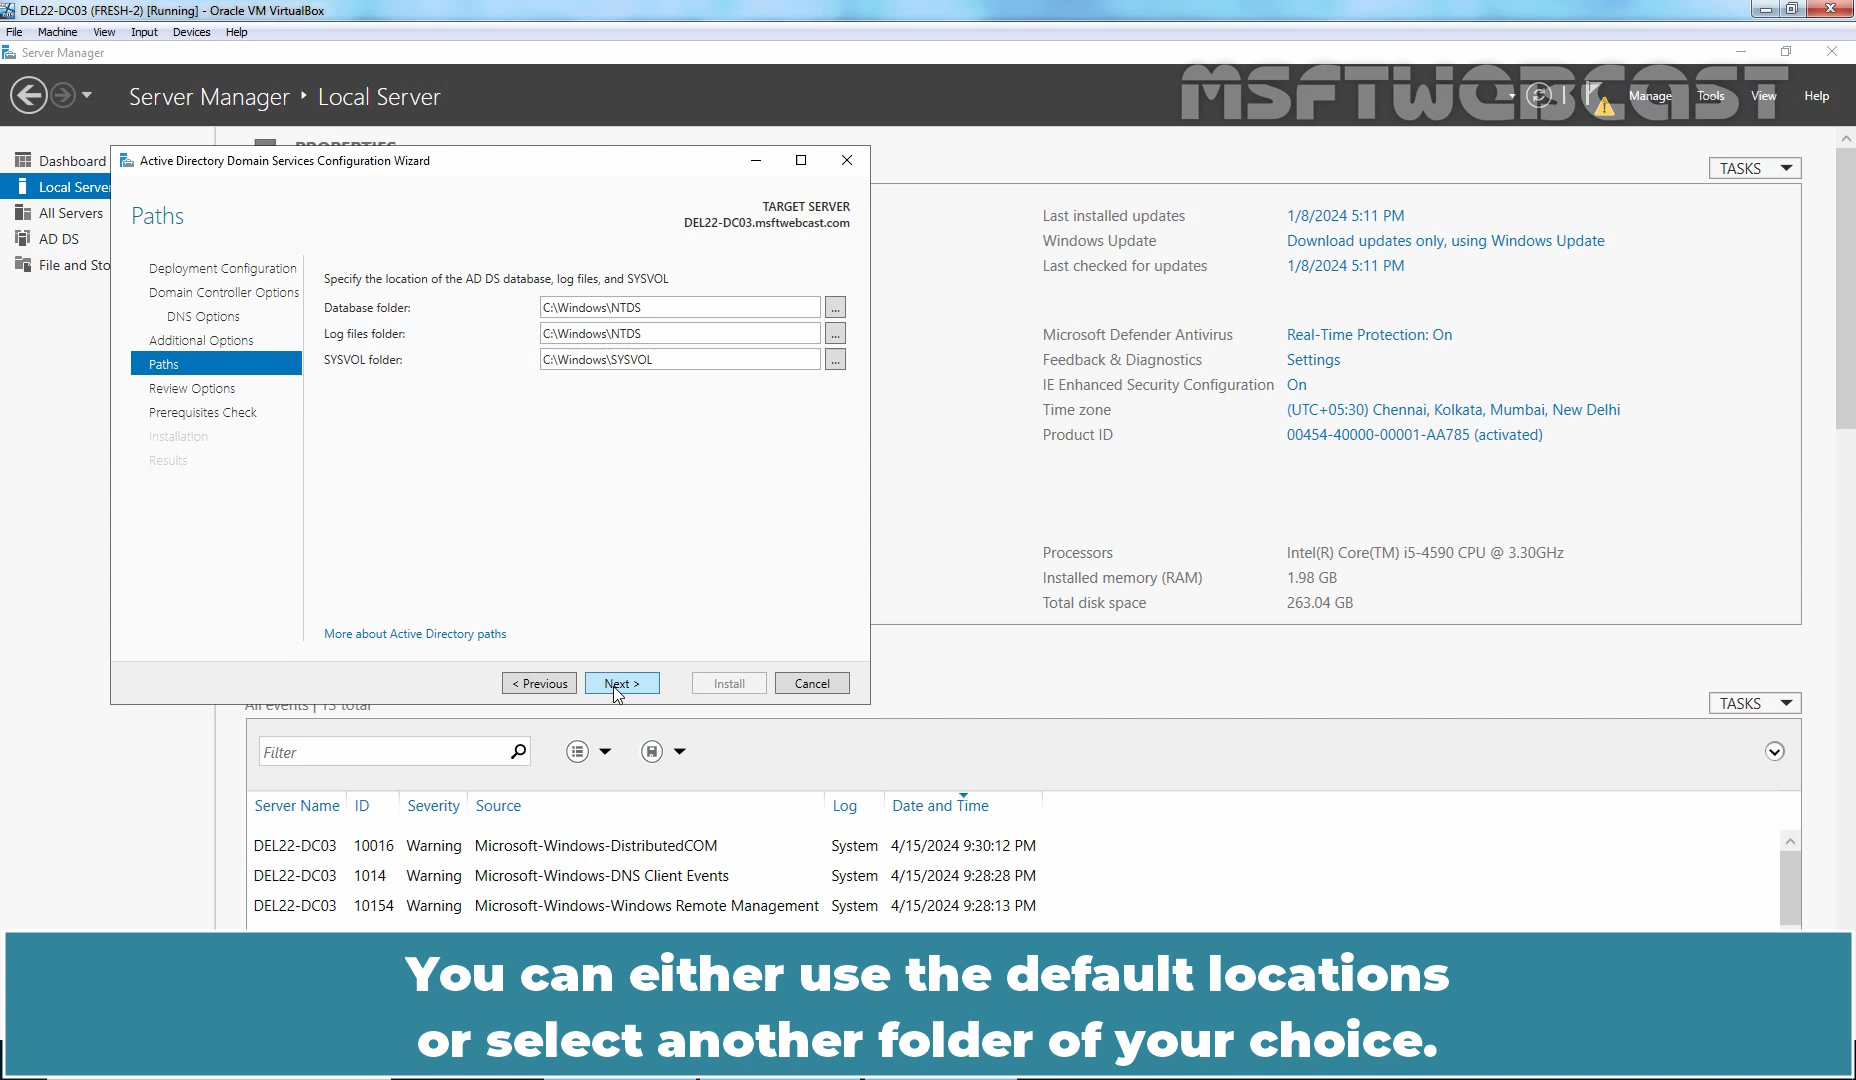 DEL22-DC03 (FRESH-2) [Running] - Oracle VM VirtualBox
File Machine View Input Devices Help
Server Manager
Server Manager ‣ Local Server
MSFTWEBCAST
Manage Tools View Help
Dashboard
Local Server
All Servers
AD DS
File and Sto
PROPERTIES
Active Directory Domain Services Configuration Wizard
Paths
TARGET SERVER
DEL22-DC03.msftwebcast.com
Deployment Configuration
Domain Controller Options
DNS Options
Additional Options
Paths
Review Options
Prerequisites Check
Installation
Results
Specify the location of the AD DS database, log files, and SYSVOL
Database folder: C:\Windows\NTDS ...
Log files folder: C:\Windows\NTDS ...
SYSVOL folder: C:\Windows\SYSVOL ...
More about Active Directory paths
< Previous Next > Install Cancel
TASKS
Last installed updates 1/8/2024 5:11 PM
Windows Update Download updates only, using Windows Update
Last checked for updates 1/8/2024 5:11 PM
Microsoft Defender Antivirus Real-Time Protection: On
Feedback & Diagnostics Settings
IE Enhanced Security Configuration On
Time zone (UTC+05:30) Chennai, Kolkata, Mumbai, New Delhi
Product ID 00454-40000-00001-AA785 (activated)
Processors Intel(R) Core(TM) i5-4590 CPU @ 3.30GHz
Installed memory (RAM) 1.98 GB
Total disk space 263.04 GB
All events | 13 total
TASKS
Filter
Server Name ID Severity Source Log Date and Time
DEL22-DC03 10016 Warning Microsoft-Windows-DistributedCOM System 4/15/2024 9:30:12 PM
DEL22-DC03 1014 Warning Microsoft-Windows-DNS Client Events System 4/15/2024 9:28:28 PM
DEL22-DC03 10154 Warning Microsoft-Windows-Windows Remote Management System 4/15/2024 9:28:13 PM
You can either use the default locations
or select another folder of your choice.